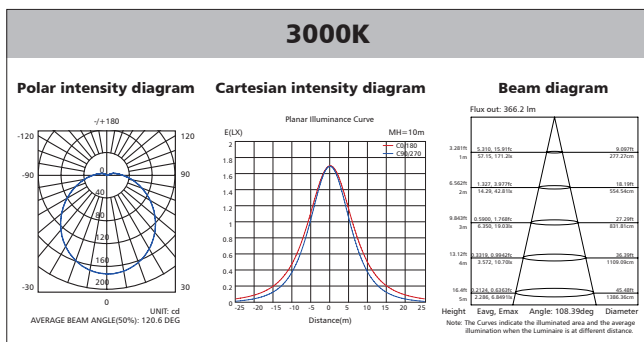 3000K
Polar intensity diagram
-/+180
-120
120
-90
90
0
40
80
120
160
200
-30
30
0
UNIT: cd
AVERAGE BEAM ANGLE(50%): 120.6 DEG
Cartesian intensity diagram
Planar Illuminance Curve
E(LX)
MH=10m
C0/180
C90/270
2
1.8
1.6
1.4
1.2
1
0.8
0.6
0.4
0.2
0
-25 -20 -15 -10 -5 0 5 10 15 20 25
Distance(m)
Beam diagram
Flux out: 366.2 lm
3.281ft 5.310, 15.91fc 9.097ft
1m 57.15, 171.2lx 277.27cm
6.562ft 1.327, 3.977fc 18.19ft
2m 14.29, 42.81lx 554.54cm
9.843ft 0.5900, 1.768fc 27.29ft
3m 6.350, 19.03lx 831.81cm
13.12ft 0.3319, 0.9942fc 36.39ft
4m 3.572, 10.70lx 1109.09cm
16.4ft 0.2124, 0.6363fc 45.48ft
5m 2.286, 6.8491lx 1386.36cm
Height Eavg, Emax Angle: 108.39deg Diameter
Note: The Curves indicate the illuminated area and the average
illumination when the Luminaire is at different distance.